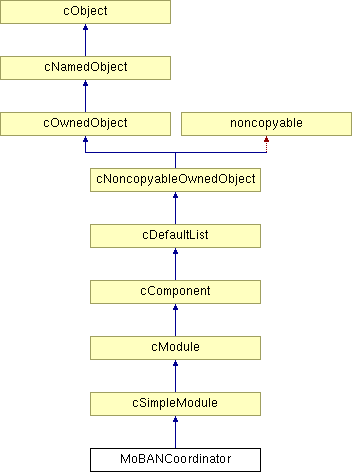 cObject
cNamedObject
cOwnedObject
noncopyable
cNoncopyableOwnedObject
cDefaultList
cComponent
cModule
cSimpleModule
MoBANCoordinator